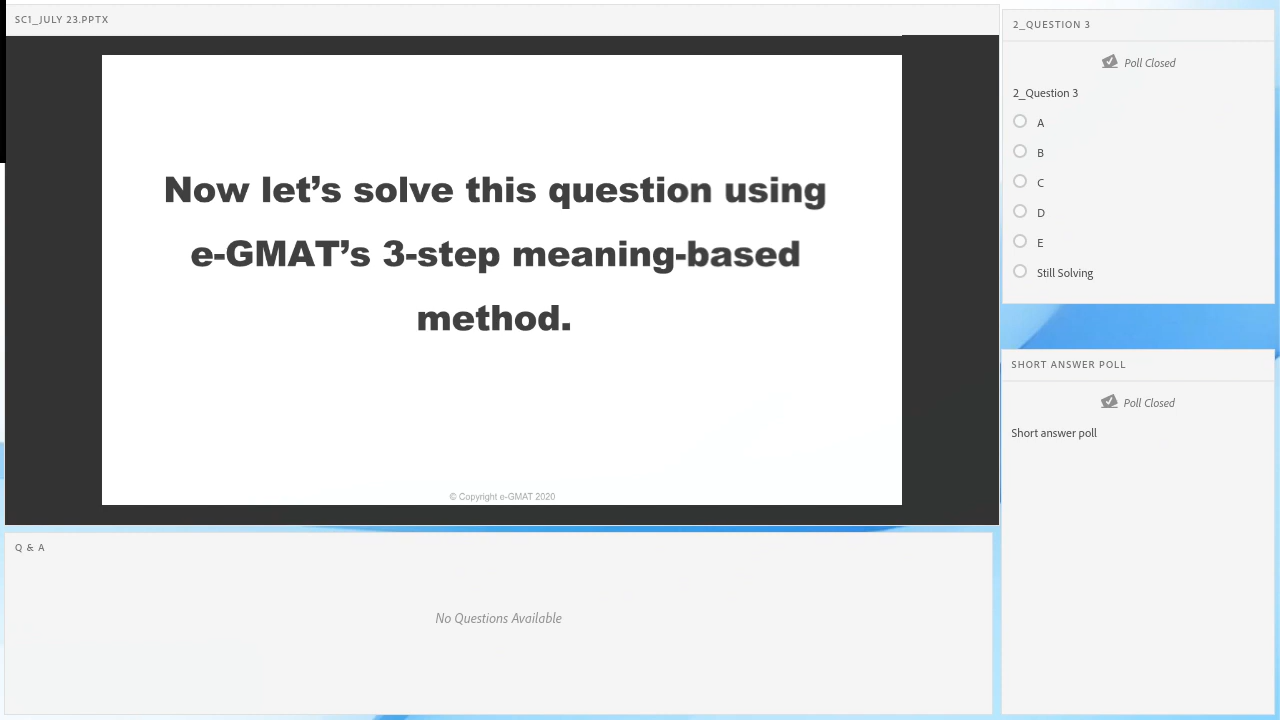 SC1_JULY 23.PPTX
Now let’s solve this question using
e-GMAT’s 3-step meaning-based
method.
© Copyright e-GMAT 2020
Q & A
No Questions Available
2_QUESTION 3
Poll Closed
2_Question 3
A
B
C
D
E
Still Solving
SHORT ANSWER POLL
Poll Closed
Short answer poll